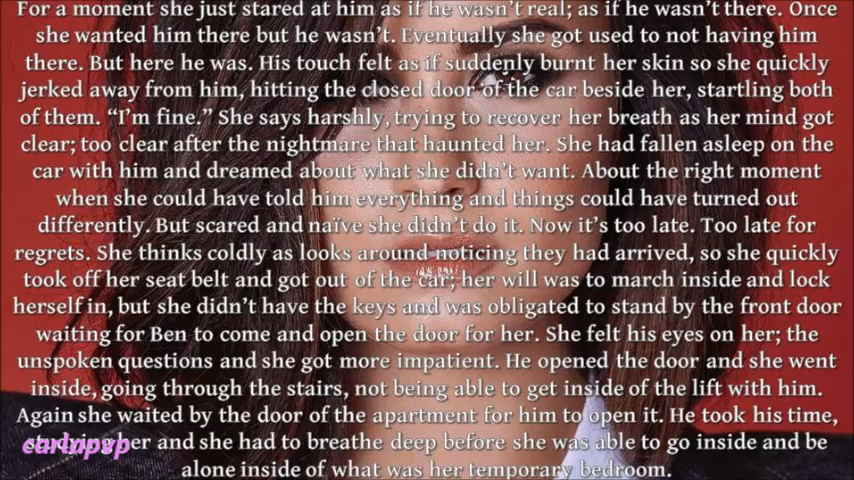 For a moment she just stared at him as if he wasn't real; as if he wasn't there. Once
she wanted him there but he wasn't. Eventually she got used to not having him
there. But here he was. His touch felt as if suddenly burnt her skin so she quickly
jerked away from him, hitting the closed door of the car beside her, startling both
of them. “I'm fine.” She says harshly, trying to recover her breath as her mind got
clear; too clear after the nightmare that haunted her. She had fallen asleep on the
car with him and dreamed about what she didn't want. About the right moment
when she could have told him everything and things could have turned out
differently. But scared and naïve she didn't do it. Now it's too late. Too late for
regrets. She thinks coldly as looks around noticing they had arrived, so she quickly
took off her seat belt and got out of the car; her will was to march inside and lock
herself in, but she didn't have the keys and was obligated to stand by the front door
waiting for Ben to come and open the door for her. She felt his eyes on her; the
unspoken questions and she got more impatient. He opened the door and she went
inside, going through the stairs, not being able to get inside of the lift with him.
Again she waited by the door of the apartment for him to open it. He took his time,
studying her and she had to breathe deep before she was able to go inside and be
alone inside of what was her temporary bedroom.
carlapsvp